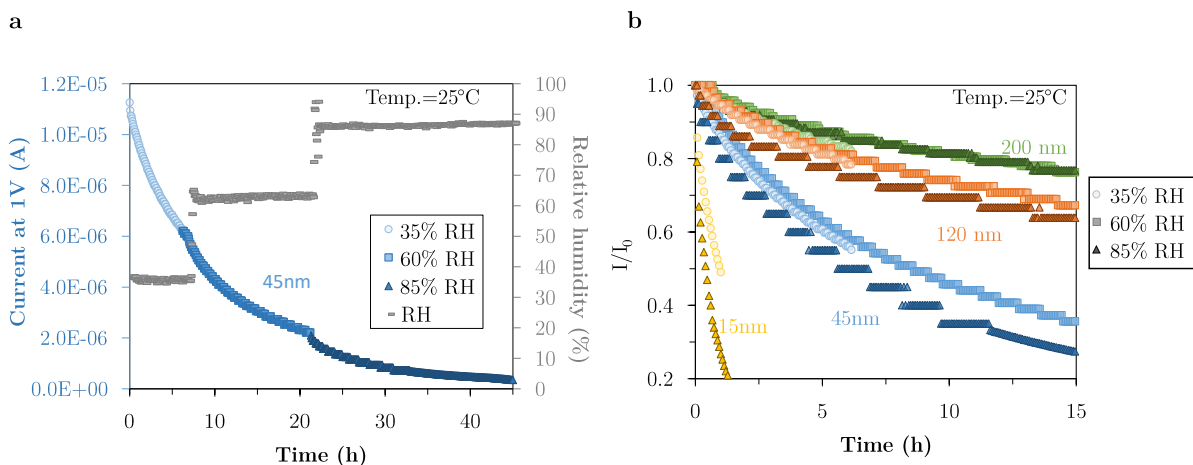 a
b
Temp.=25°C
45nm
35% RH
60% RH
85% RH
RH
Current at 1V (A)
1.2E-05
1.0E-05
8.0E-06
6.0E-06
4.0E-06
2.0E-06
0.0E+00
100
90
80
70
60
50
40
30
20
10
0
Relative humidity (%)
0
10
20
30
40
Time (h)
Temp.=25°C
200 nm
120 nm
45nm
15nm
I/I0
1.0
0.8
0.6
0.4
0.2
0
5
10
15
Time (h)
35% RH
60% RH
85% RH